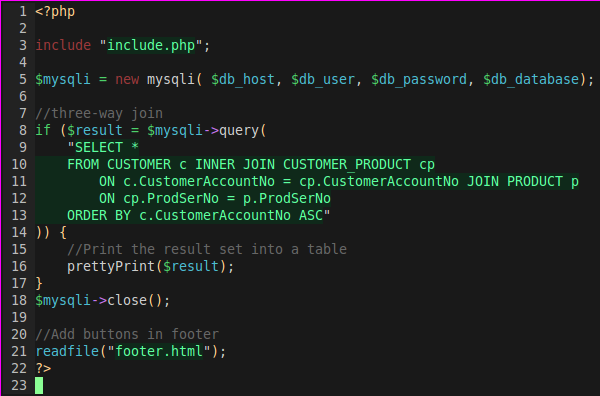 1 <?php
2
3 include "include.php";
4
5 $mysqli = new mysqli( $db_host, $db_user, $db_password, $db_database);
6
7 //three-way join
8 if ($result = $mysqli->query(
9     "SELECT *
10     FROM CUSTOMER c INNER JOIN CUSTOMER_PRODUCT cp
11         ON c.CustomerAccountNo = cp.CustomerAccountNo JOIN PRODUCT p
12         ON cp.ProdSerNo = p.ProdSerNo
13     ORDER BY c.CustomerAccountNo ASC"
14 )) {
15     //Print the result set into a table
16     prettyPrint($result);
17 }
18 $mysqli->close();
19
20 //Add buttons in footer
21 readfile("footer.html");
22 ?>
23